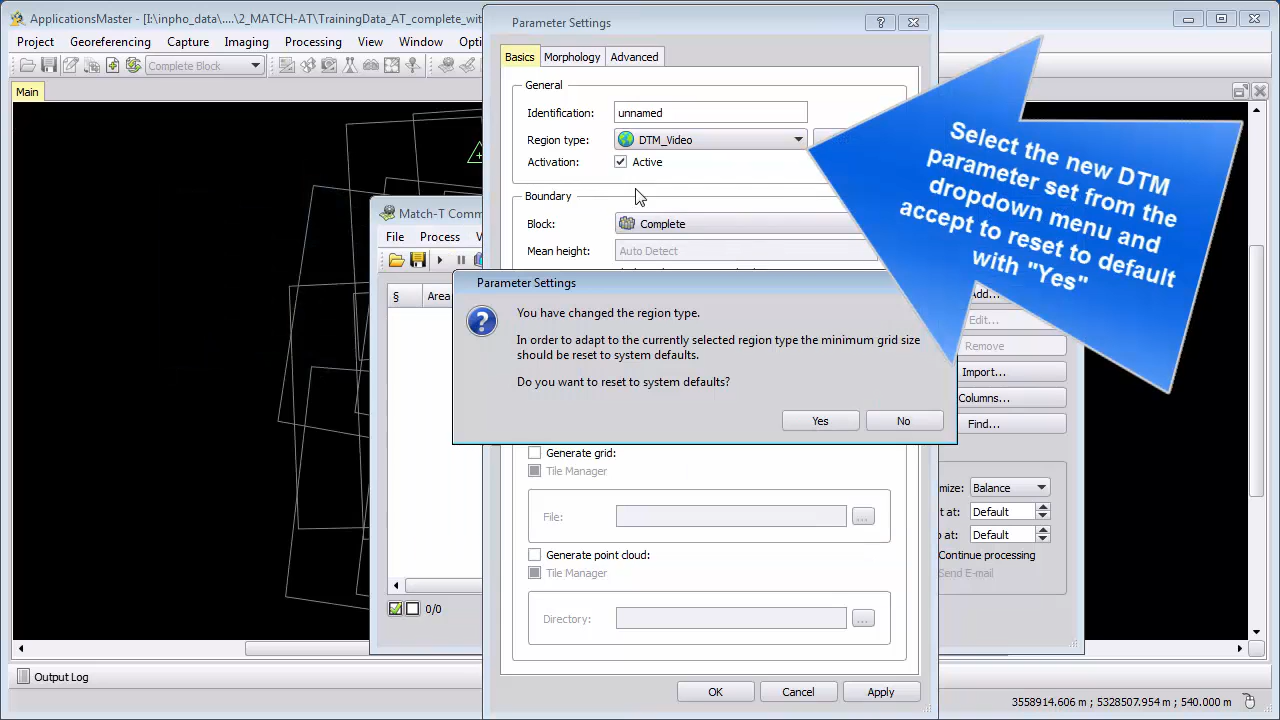 ApplicationsMaster - [I:\inpho_data\....\2_MATCH-AT\TrainingData_AT_complete_wit
Project Georeferencing Capture Imaging Processing View Window Opti
Complete Block
Main
Match-T Comm
File Process V
§ Area
0/0
Parameter Settings
Basics Morphology Advanced
General
Identification: unnamed
Region type: DTM_Video
Activation: Active
Boundary
Block: Complete
Mean height: Auto Detect
Select the new DTM
parameter set from the
dropdown menu and
accept to reset to default
with "Yes"
Parameter Settings
You have changed the region type.
In order to adapt to the currently selected region type the minimum grid size
should be reset to system defaults.
Do you want to reset to system defaults?
Yes No
Generate grid:
Tile Manager
File: ...
Generate point cloud:
Tile Manager
Directory: ...
OK Cancel Apply
Add...
Edit...
Remove
Import...
Columns...
Find...
mize: Balance
t at: Default
p at: Default
Continue processing
Send E-mail
Output Log
3558914.606 m ; 5328507.954 m ; 540.000 m